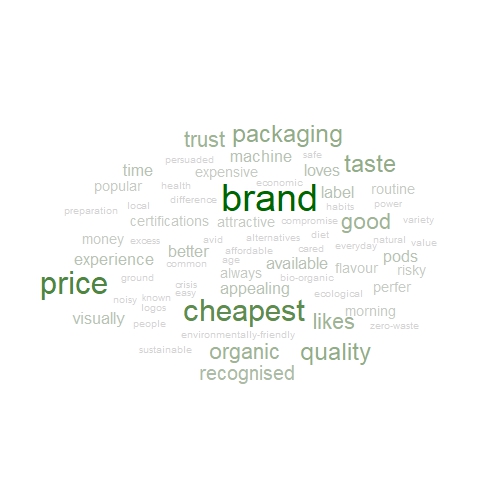 trust packaging
persuaded machine safe
time expensive loves taste
popular health economic
brand label routine
difference habits power
preparation local
certifications attractive compromise good variety
money excess avid alternatives diet everyday natural value
experience better affordable cared
common age available flavour pods
price ground always bio-organic risky
crisis appealing perfer
noisy known easy ecological
logos cheapest morning
visually people likes zero-waste
environmentally-friendly
sustainable organic quality
recognised